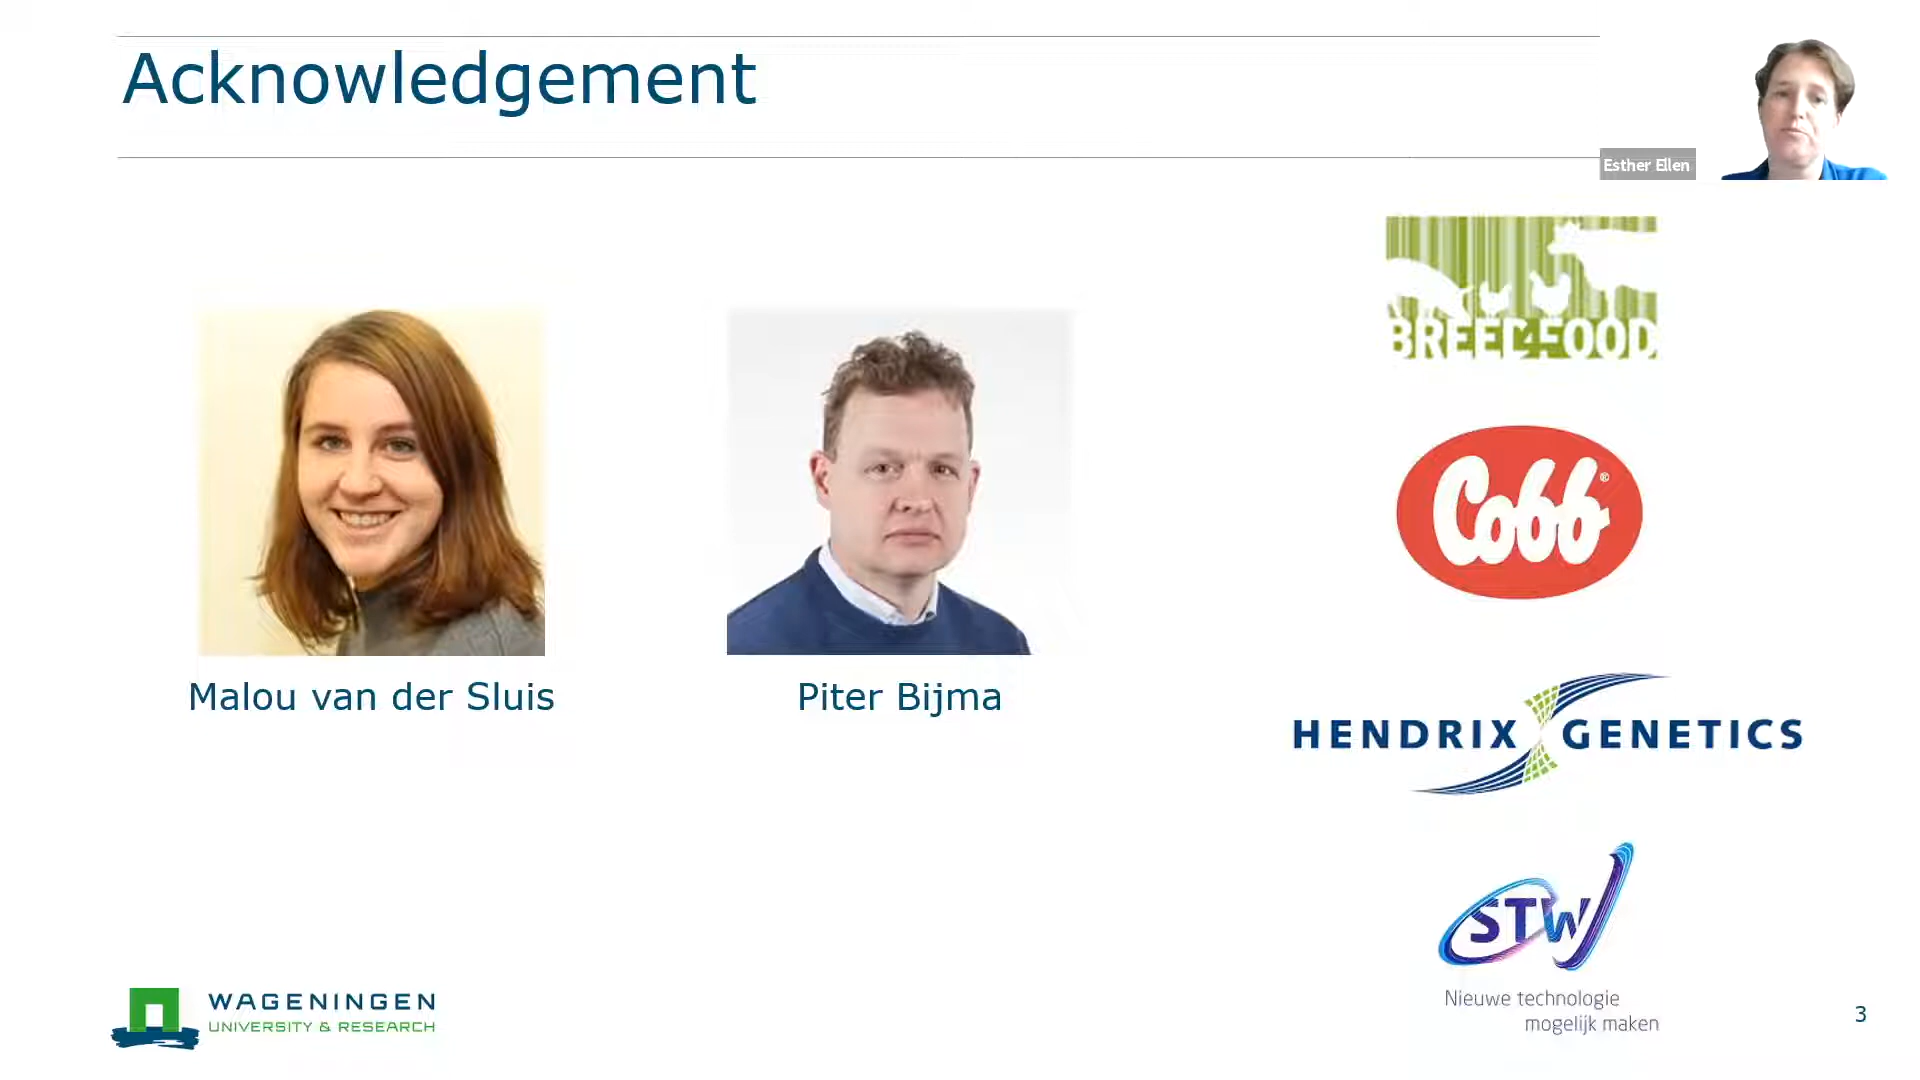 Acknowledgement
Esther Ellen
BREED4FOOD
Cobb®
Malou van der Sluis
Piter Bijma
HENDRIX GENETICS
STW
Nieuwe technologie
mogelijk maken
WAGENINGEN
UNIVERSITY & RESEARCH
3